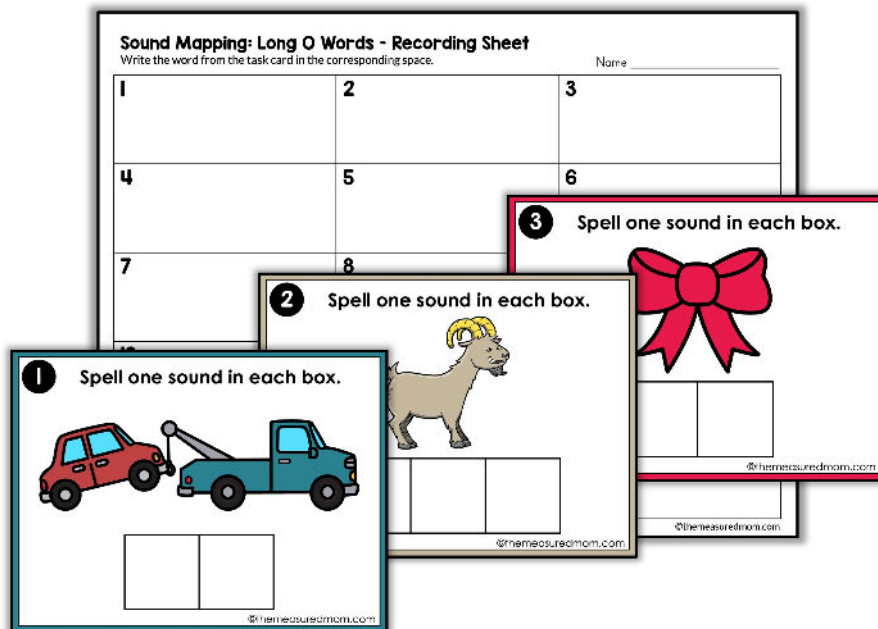 Sound Mapping: Long O Words - Recording Sheet
Write the word from the task card in the corresponding space.
Name
1 2 3
4 5 6
7 8
3 Spell one sound in each box.
©themeasuredmom.com
2 Spell one sound in each box.
©themeasuredmom.com
1 Spell one sound in each box.
©themeasuredmom.com
©themeasuredmom.com